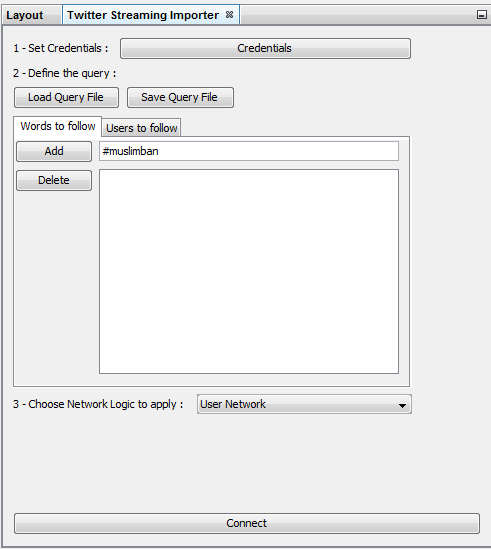 Layout Twitter Streaming Importer
1 - Set Credentials : Credentials
2 - Define the query :
Load Query File Save Query File
Words to follow Users to follow
Add #muslimban
Delete
3 - Choose Network Logic to apply : User Network
Connect